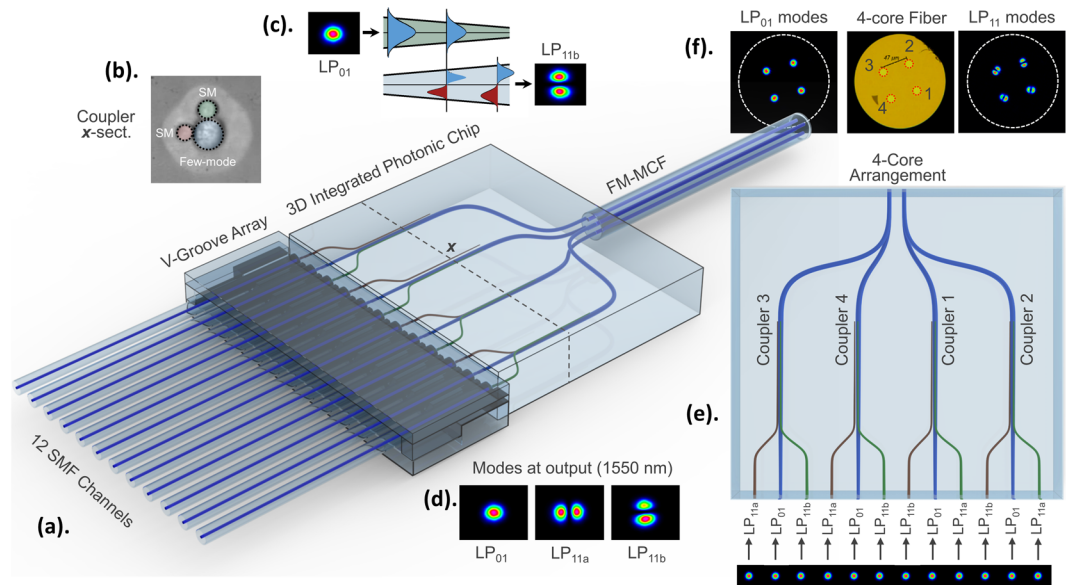 (c).
LP01
LP11b
(b).
Coupler
x-sect.
SM
SM
Few-mode
(f).
LP01 modes
4-core Fiber
LP11 modes
47 μm
1
2
3
4
3D Integrated Photonic Chip
V-Groove Array
FM-MCF
x
12 SMF Channels
(a).
Modes at output (1550 nm)
(d).
LP01
LP11a
LP11b
4-Core
Arrangement
Coupler 3
Coupler 4
Coupler 1
Coupler 2
(e).
LP11a
LP01
LP11b
LP11a
LP01
LP11b
LP11b
LP01
LP11a
LP11b
LP01
LP11a